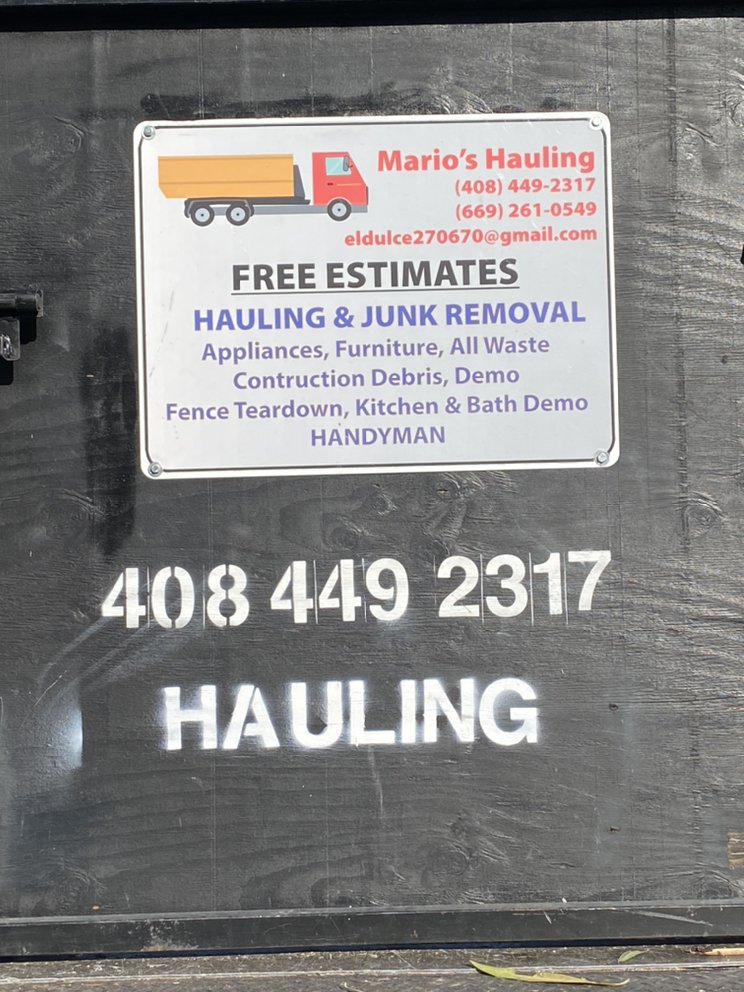 Mario's Hauling
(408) 449-2317
(669) 261-0549
eldulce270670@gmail.com
FREE ESTIMATES
HAULING & JUNK REMOVAL
Appliances, Furniture, All Waste
Contruction Debris, Demo
Fence Teardown, Kitchen & Bath Demo
HANDYMAN
408 449 2317
HAULING